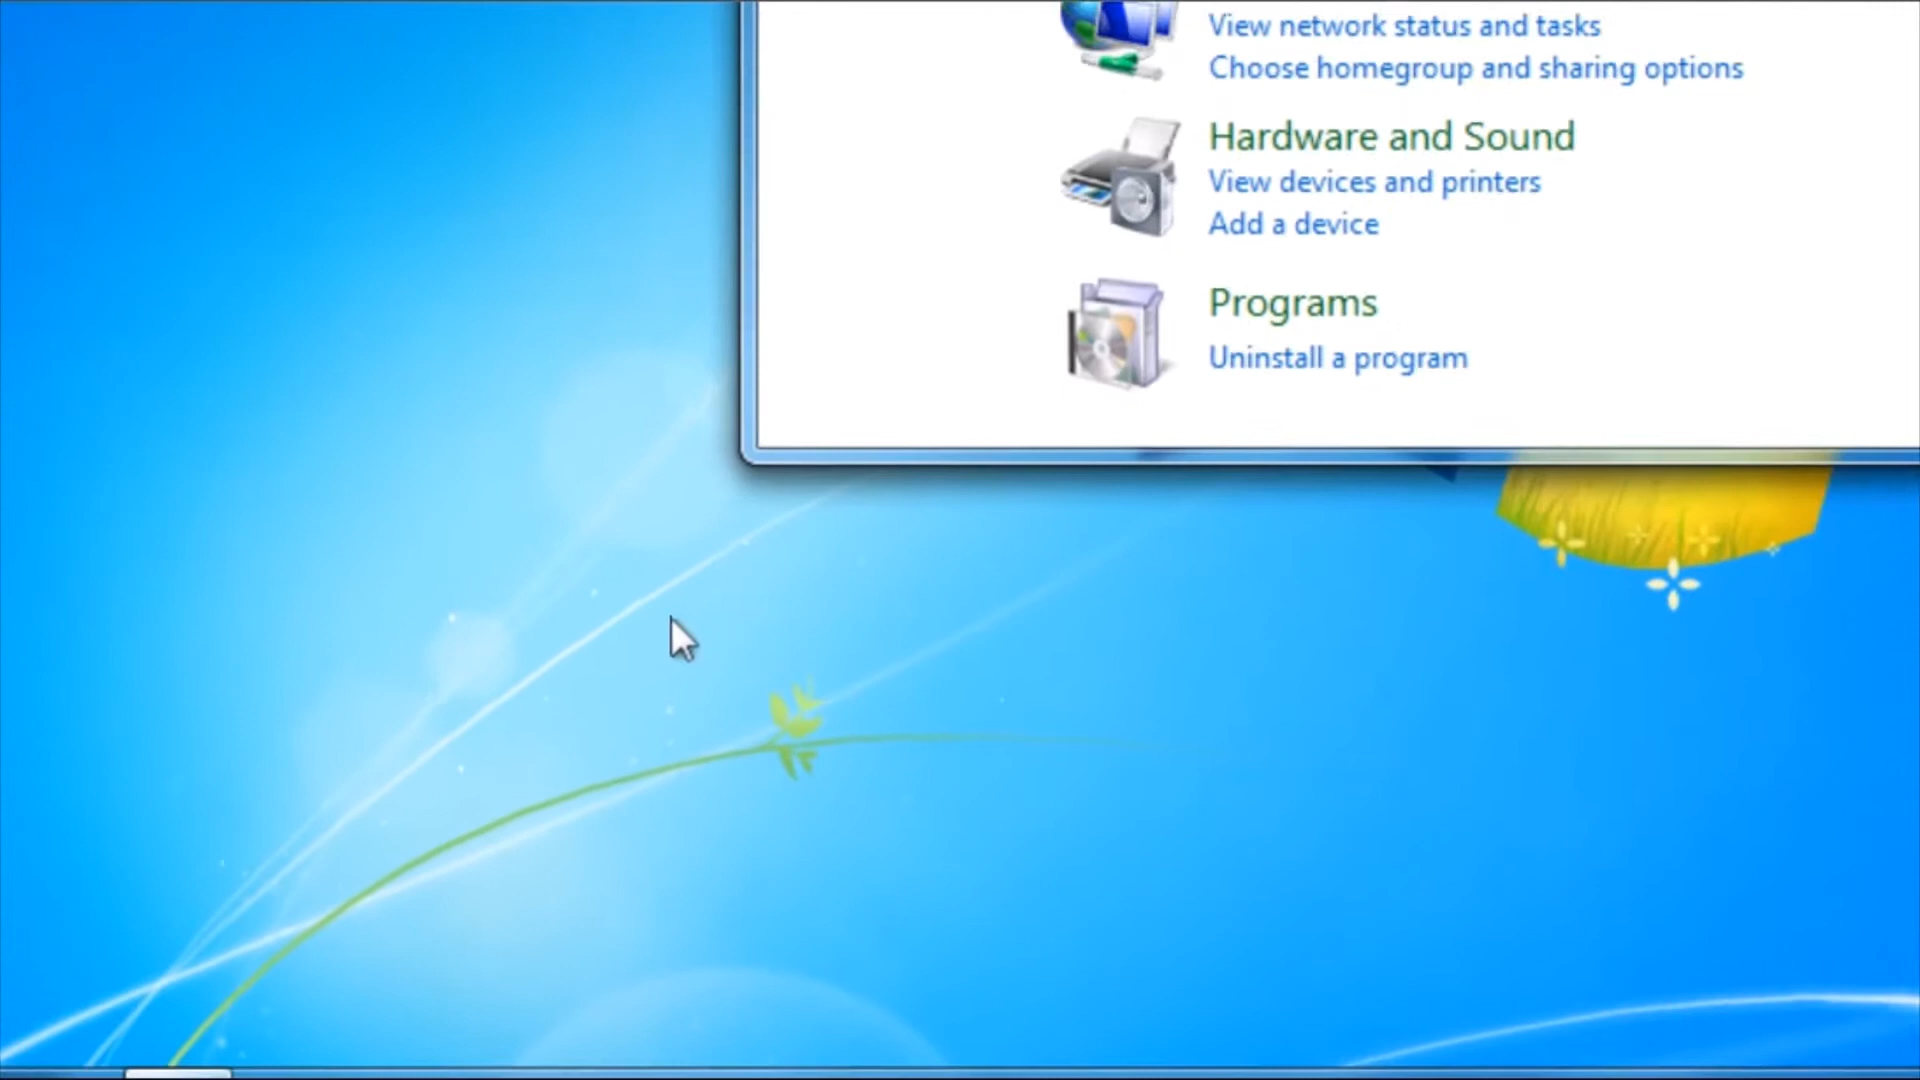 View network status and tasks
Choose homegroup and sharing options
Hardware and Sound
View devices and printers
Add a device
Programs
Uninstall a program